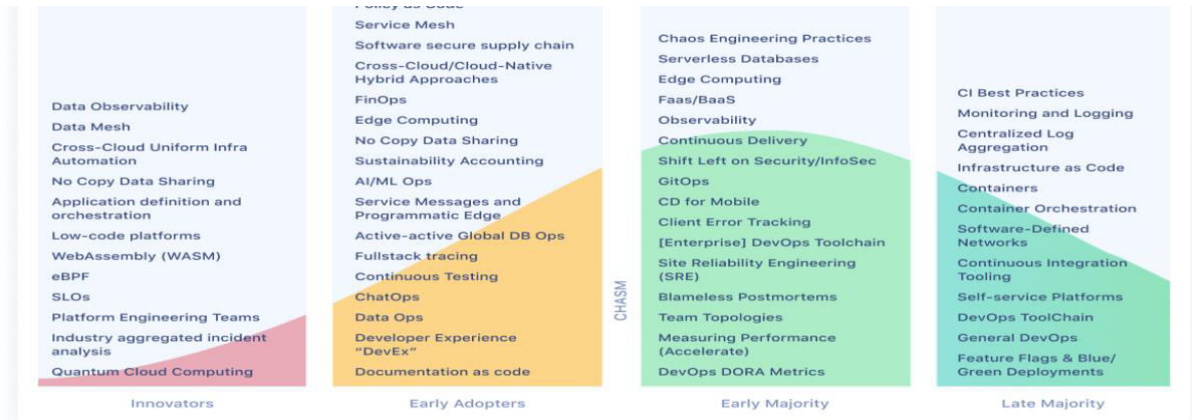 Data Observability
Data Mesh
Cross-Cloud Uniform Infra
Automation
No Copy Data Sharing
Application definition and
orchestration
Low-code platforms
WebAssembly (WASM)
eBPF
SLOs
Platform Engineering Teams
Industry aggregated incident
analysis
Quantum Cloud Computing
Innovators
Policy as Code
Service Mesh
Software secure supply chain
Cross-Cloud/Cloud-Native
Hybrid Approaches
FinOps
Edge Computing
No Copy Data Sharing
Sustainability Accounting
AI/ML Ops
Service Messages and
Programmatic Edge
Active-active Global DB Ops
Fullstack tracing
Continuous Testing
ChatOps
Data Ops
Developer Experience
“DevEx”
Documentation as code
Early Adopters
CHASM
Chaos Engineering Practices
Serverless Databases
Edge Computing
Faas/BaaS
Observability
Continuous Delivery
Shift Left on Security/InfoSec
GitOps
CD for Mobile
Client Error Tracking
[Enterprise] DevOps Toolchain
Site Reliability Engineering
(SRE)
Blameless Postmortems
Team Topologies
Measuring Performance
(Accelerate)
DevOps DORA Metrics
Early Majority
CI Best Practices
Monitoring and Logging
Centralized Log
Aggregation
Infrastructure as Code
Containers
Container Orchestration
Software-Defined
Networks
Continuous Integration
Tooling
Self-service Platforms
DevOps ToolChain
General DevOps
Feature Flags & Blue/
Green Deployments
Late Majority